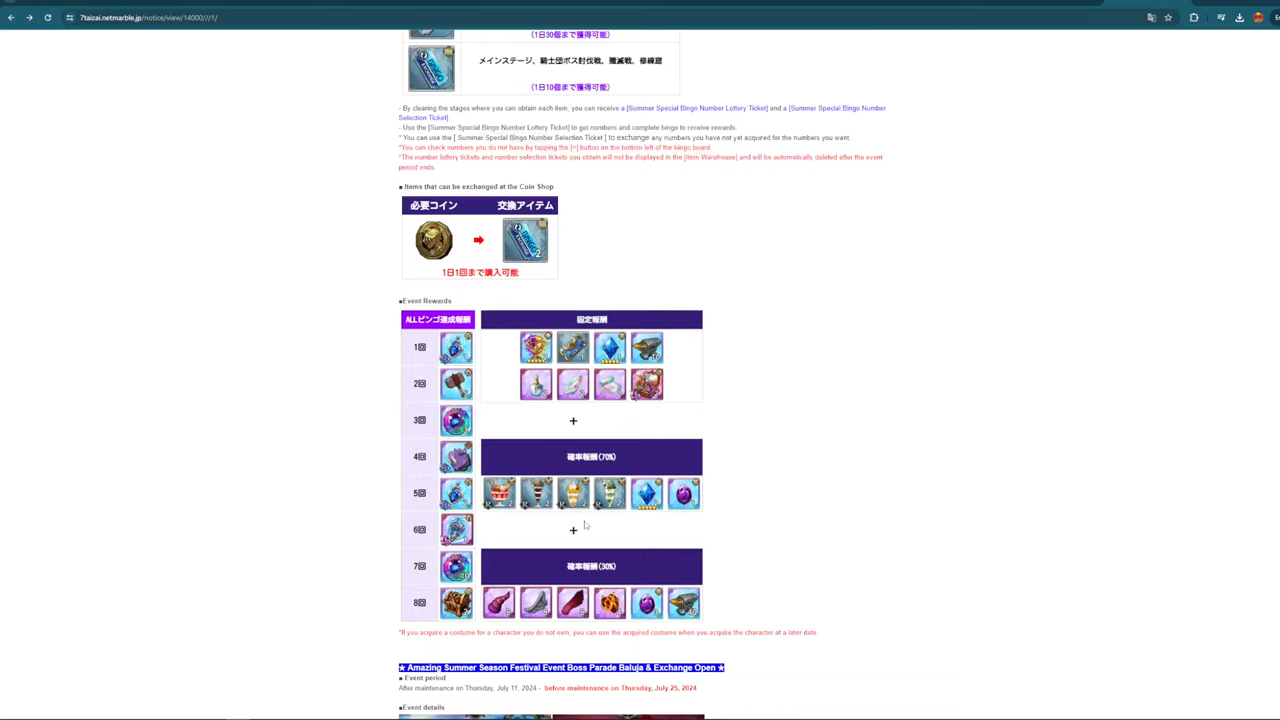 7taizai.netmarble.jp/notice/view/14000///1/
(1日30個まで獲得可能)
メインステージ、騎士団ボス討伐戦、殲滅戦、修練窟
(1日10個まで獲得可能)
- By clearing the stages where you can obtain each item, you can receive a [Summer Special Bingo Number Lottery Ticket] and a [Summer Special Bingo Number
Selection Ticket]
- Use the [Summer Special Bingo Number Lottery Ticket] to get numbers and complete bingo to receive rewards.
* You can use the [ Summer Special Bingo Number Selection Ticket ] to exchange any numbers you have not yet acquired for the numbers you want.
*You can check numbers you do not have by tapping the [=] button on the bottom left of the bingo board.
*The number lottery tickets and number selection tickets you obtain will not be displayed in the [Item Warehouse] and will be automatically deleted after the event
period ends.
■ Items that can be exchanged at the Coin Shop.
必要コイン 交換アイテム
2
1日1回まで購入可能
■Event Rewards
ALLビンゴ達成報酬 固定報酬
1回
2回
3回
+
4回 確率報酬(70%)
5回 2 2 2 2
6回
+
7回 確率報酬(30%)
8回
*If you acquire a costume for a character you do not own, you can use the acquired costume when you acquire the character at a later date.
★ Amazing Summer Season Festival Event Boss Parade Baluja & Exchange Open ★
■ Event period
After maintenance on Thursday, July 11, 2024 - before maintenance on Thursday, July 25, 2024
■Event details